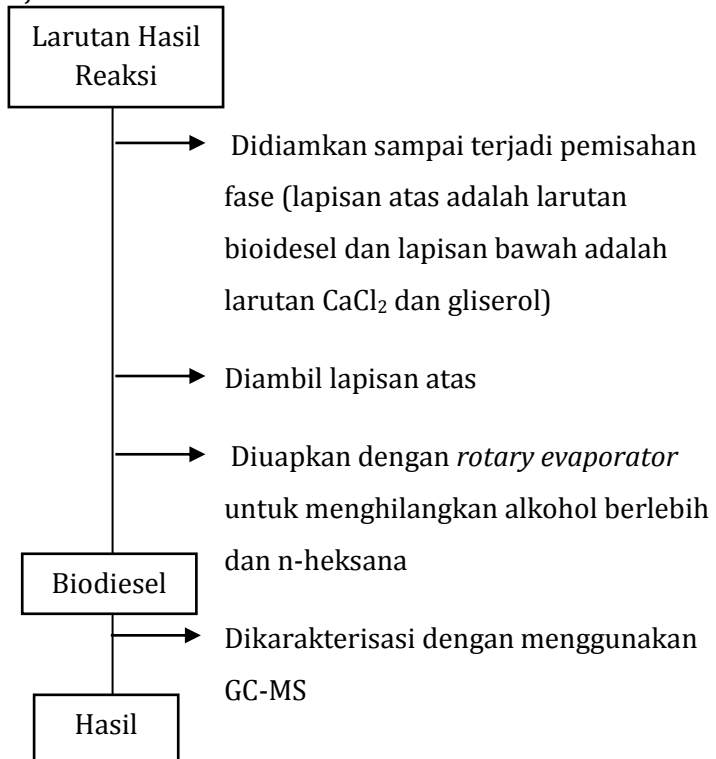 Larutan Hasil
Reaksi
Didiamkan sampai terjadi pemisahan
fase (lapisan atas adalah larutan
bioidesel dan lapisan bawah adalah
larutan CaCl₂ dan gliserol)
Diambil lapisan atas
Diuapkan dengan rotary evaporator
untuk menghilangkan alkohol berlebih
dan n-heksana
Biodiesel
Dikarakterisasi dengan menggunakan
GC-MS
Hasil